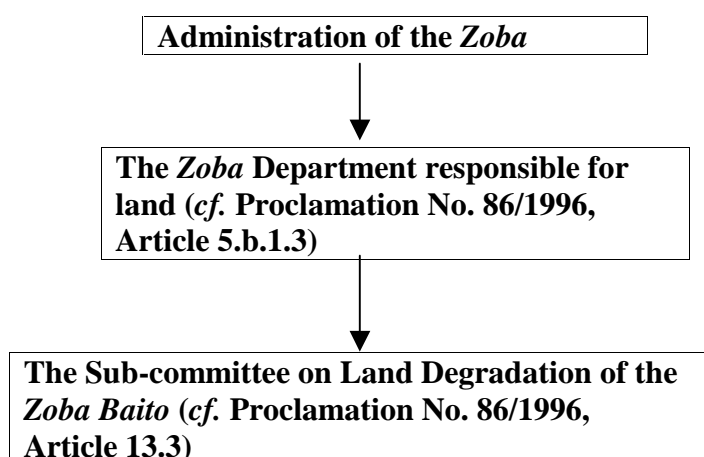 Administration of the Zoba
The Zoba Department responsible for
land (cf. Proclamation No. 86/1996,
Article 5.b.1.3)
The Sub-committee on Land Degradation of the
Zoba Baito (cf. Proclamation No. 86/1996,
Article 13.3)